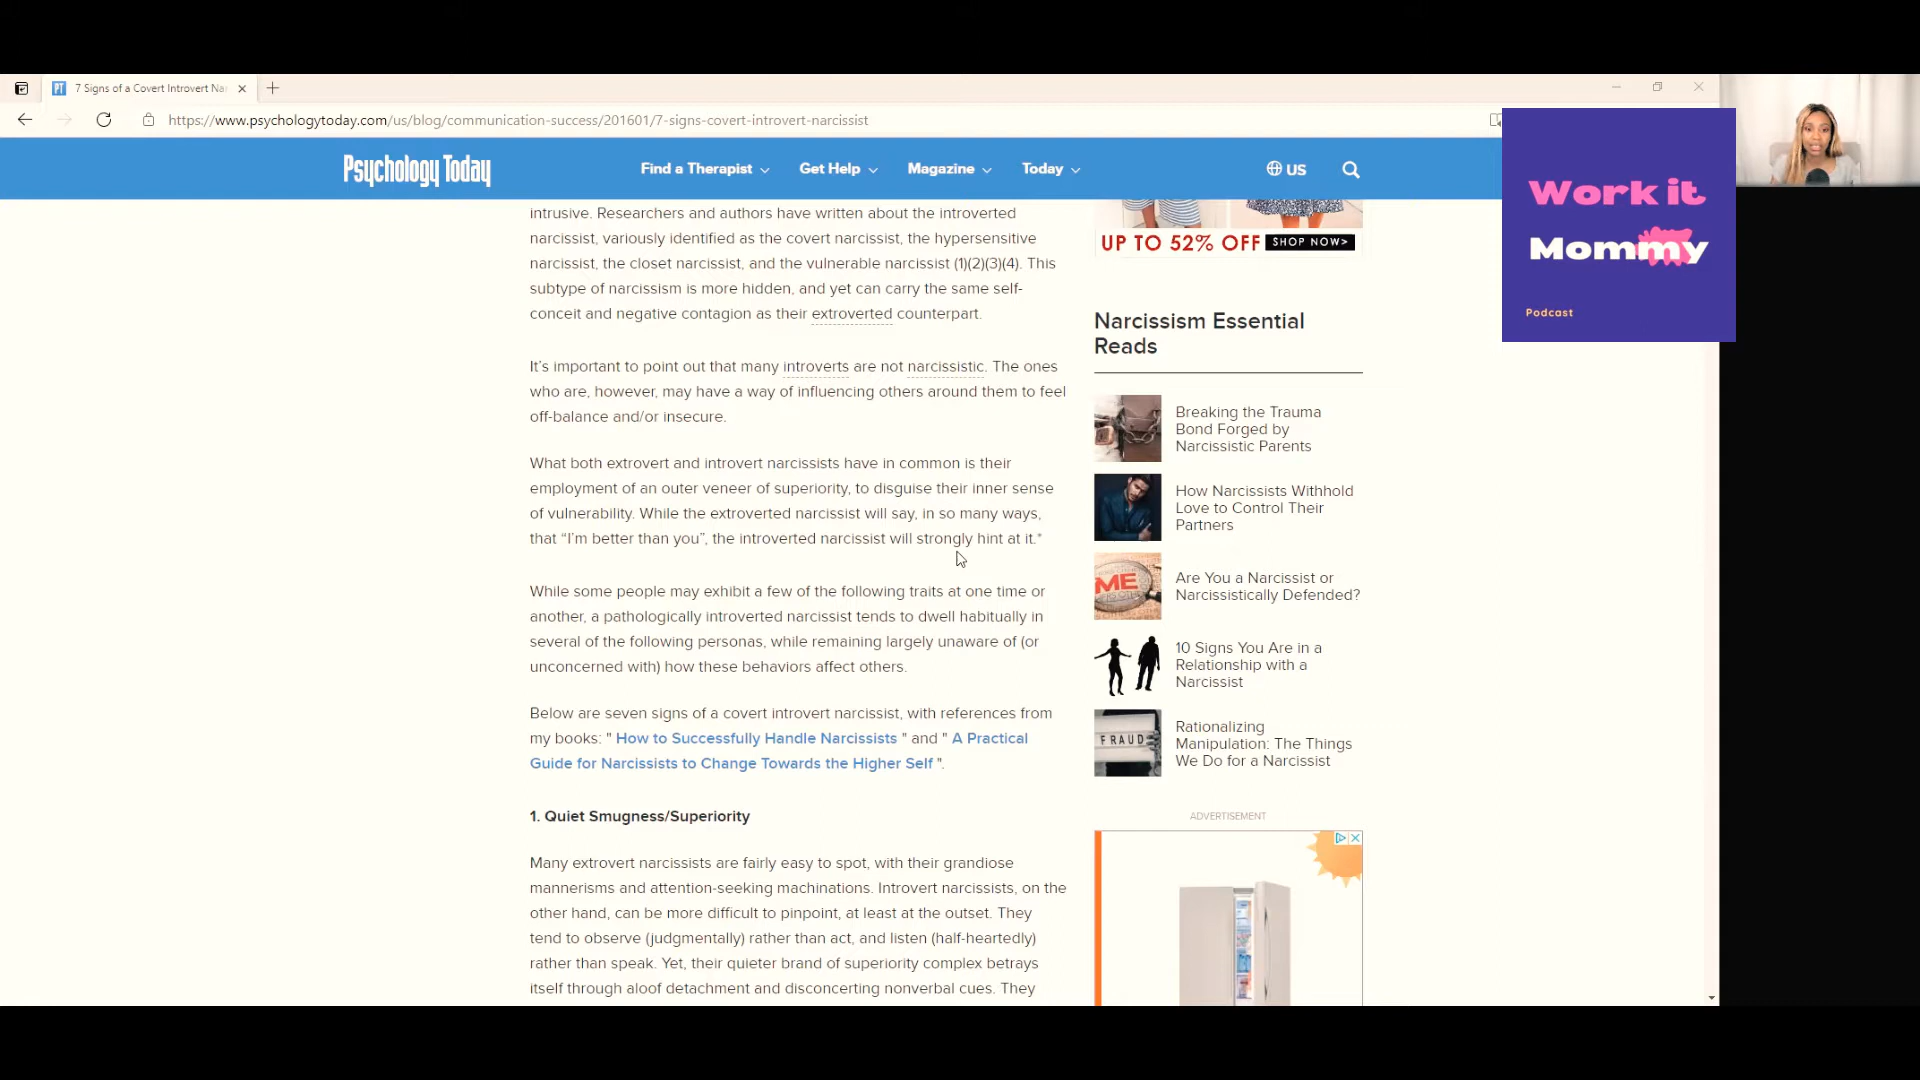 7 Signs of a Covert Introvert Na
https://www.psychologytoday.com/us/blog/communication-success/201601/7-signs-covert-introvert-narcissist
Psychology Today
Find a Therapist
Get Help
Magazine
Today
US
intrusive. Researchers and authors have written about the introverted
narcissist, variously identified as the covert narcissist, the hypersensitive
narcissist, the closet narcissist, and the vulnerable narcissist (1)(2)(3)(4). This
subtype of narcissism is more hidden, and yet can carry the same self-
conceit and negative contagion as their extroverted counterpart.
It's important to point out that many introverts are not narcissistic. The ones
who are, however, may have a way of influencing others around them to feel
off-balance and/or insecure.
What both extrovert and introvert narcissists have in common is their
employment of an outer veneer of superiority, to disguise their inner sense
of vulnerability. While the extroverted narcissist will say, in so many ways,
that “I'm better than you”, the introverted narcissist will strongly hint at it.*
While some people may exhibit a few of the following traits at one time or
another, a pathologically introverted narcissist tends to dwell habitually in
several of the following personas, while remaining largely unaware of (or
unconcerned with) how these behaviors affect others.
Below are seven signs of a covert introvert narcissist, with references from
my books: " How to Successfully Handle Narcissists " and " A Practical
Guide for Narcissists to Change Towards the Higher Self ".
1. Quiet Smugness/Superiority
Many extrovert narcissists are fairly easy to spot, with their grandiose
mannerisms and attention-seeking machinations. Introvert narcissists, on the
other hand, can be more difficult to pinpoint, at least at the outset. They
tend to observe (judgmentally) rather than act, and listen (half-heartedly)
rather than speak. Yet, their quieter brand of superiority complex betrays
itself through aloof detachment and disconcerting nonverbal cues. They
UP TO 52% OFF SHOP NOW>
Narcissism Essential
Reads
Breaking the Trauma
Bond Forged by
Narcissistic Parents
How Narcissists Withhold
Love to Control Their
Partners
ME
Are You a Narcissist or
Narcissistically Defended?
10 Signs You Are in a
Relationship with a
Narcissist
FRAUD
Rationalizing
Manipulation: The Things
We Do for a Narcissist
ADVERTISEMENT
Work it
Mommy
Podcast